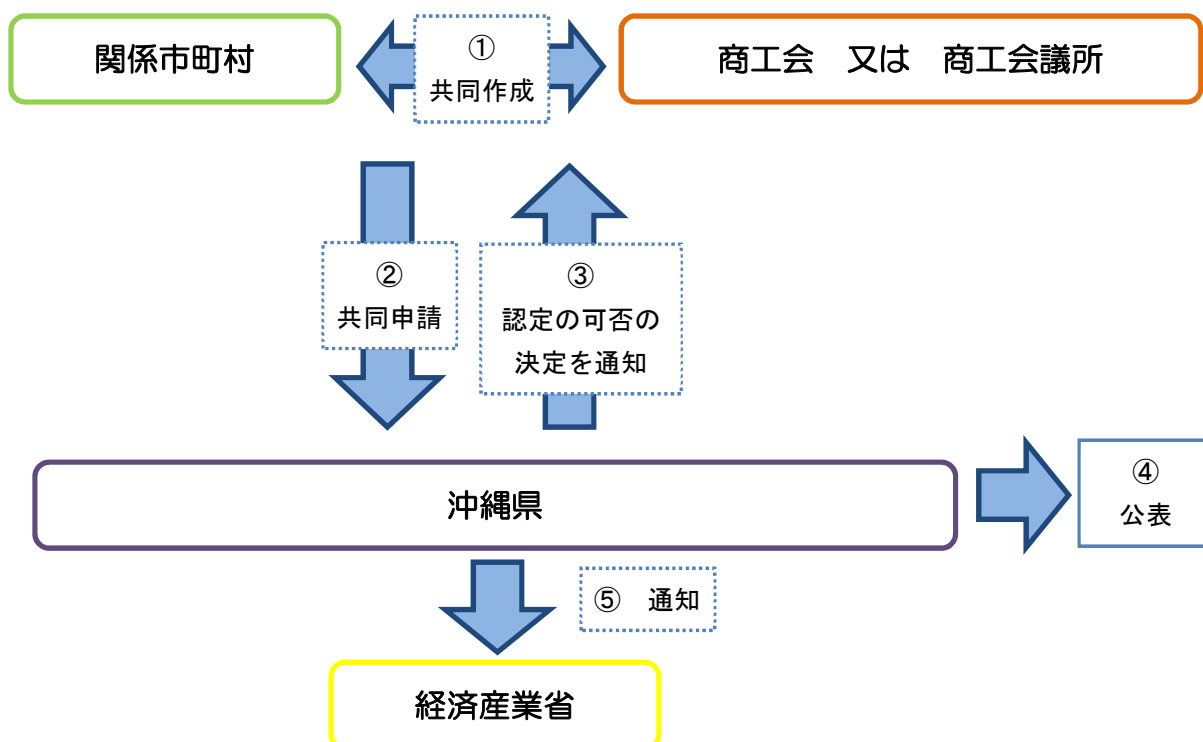 関係市町村
①
共同作成
商工会　又は　商工会議所
②
共同申請
③
認定の可否の
決定を通知
沖縄県
④
公表
⑤　通知
経済産業省